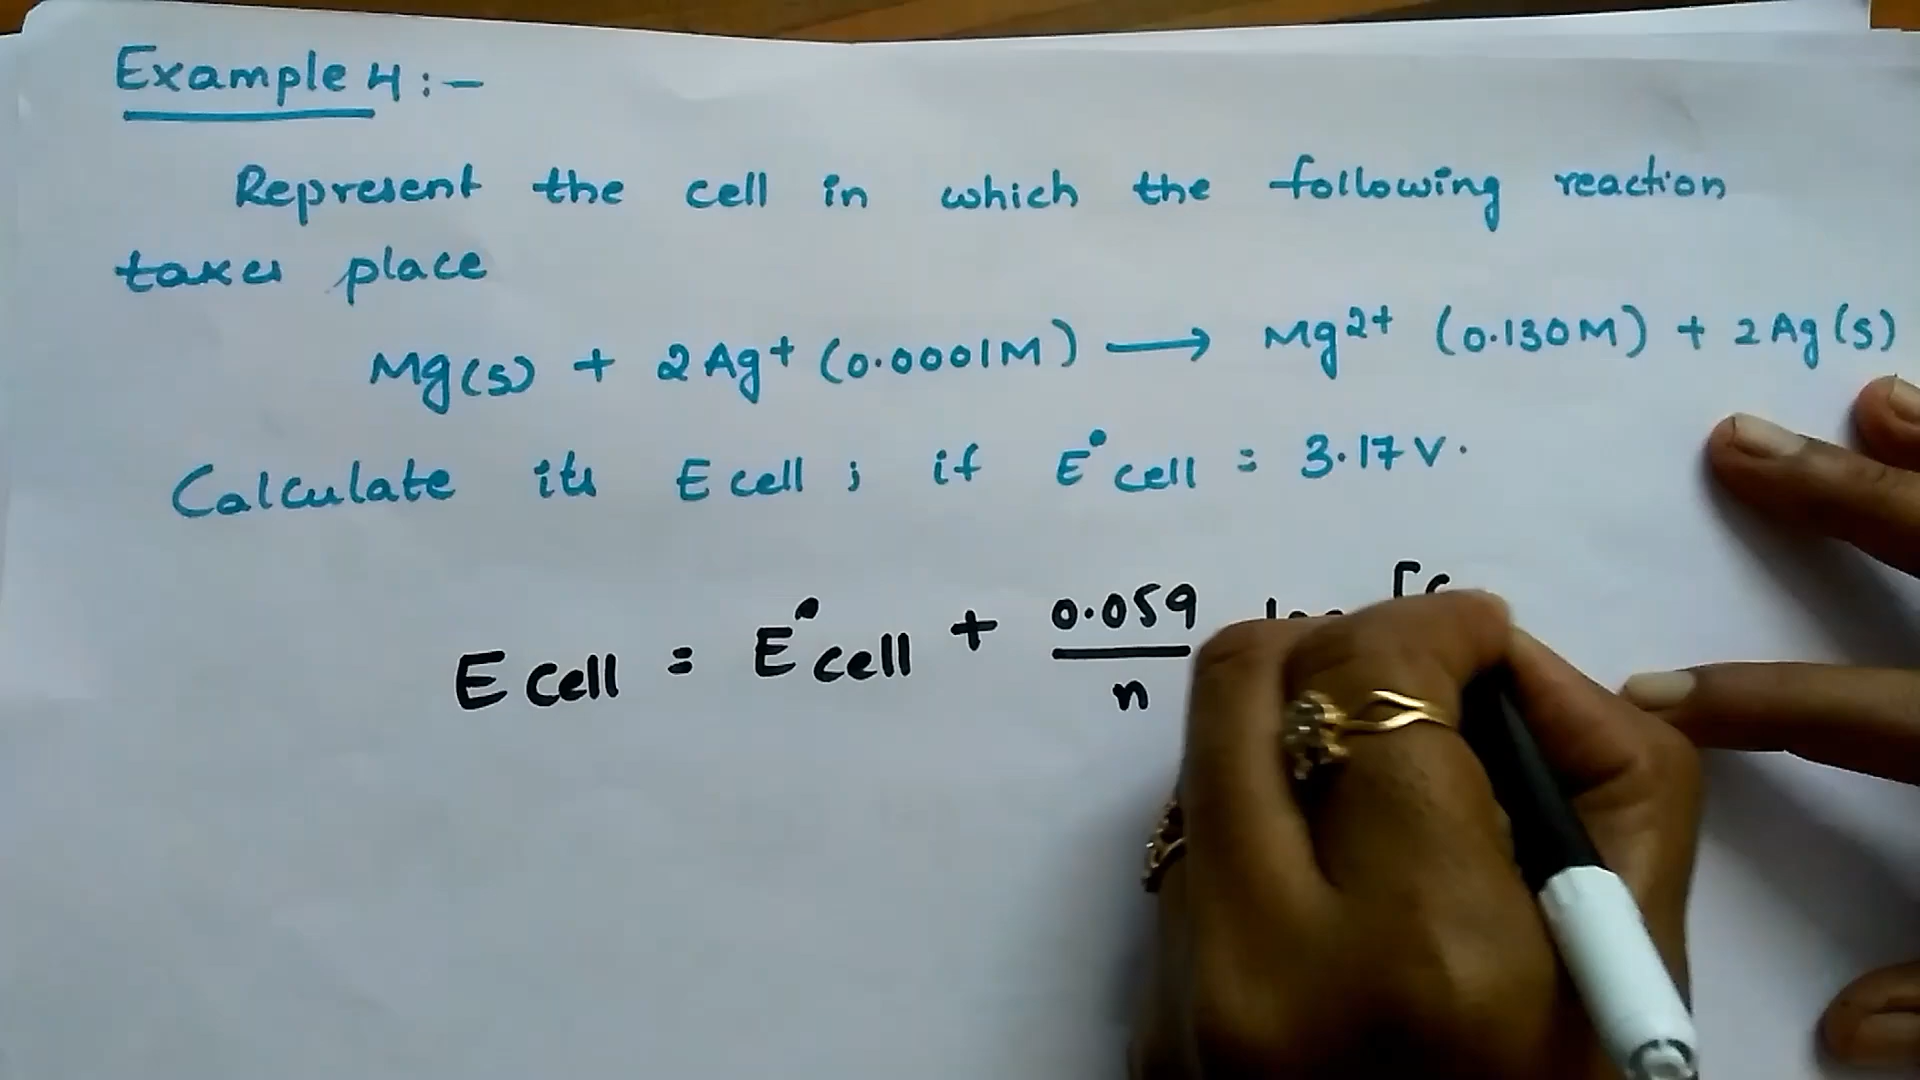 Example 4:-
Represent the cell in which the following reaction
takes place
Mg(s) + 2Ag+ (0.0001M) → Mg2+ (0.130M) + 2Ag(s)
Calculate its E cell ; if E° cell = 3.17 V.
E cell = E° cell + 0.059
n